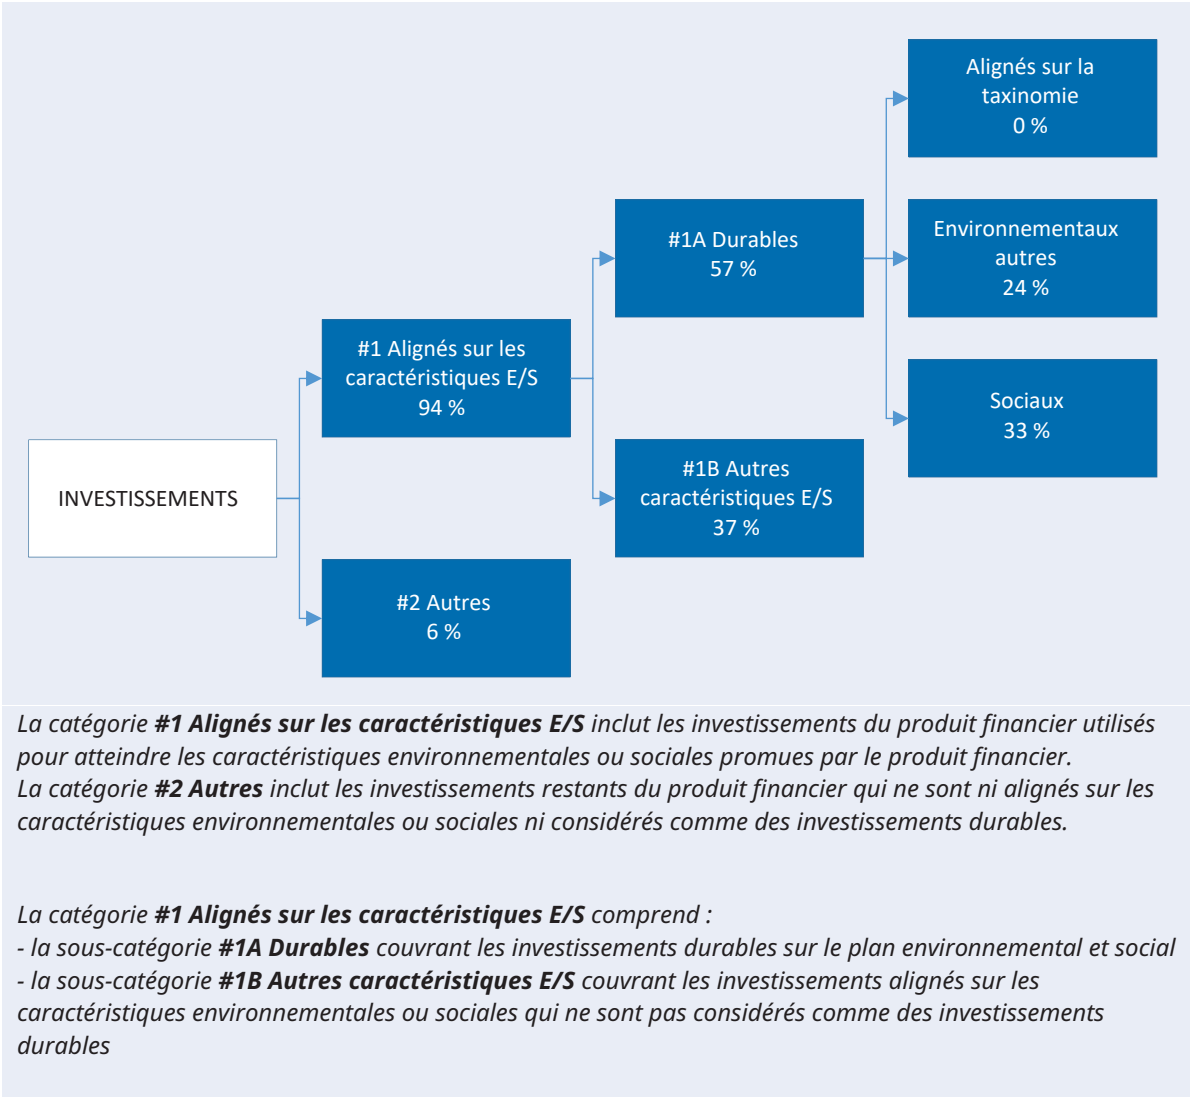 Alignés sur la
taxinomie
0 %
#1A Durables
57 %
Environnementaux
autres
24 %
#1 Alignés sur les
caractéristiques E/S
94 %
Sociaux
33 %
INVESTISSEMENTS
#1B Autres
caractéristiques E/S
37 %
#2 Autres
6 %
La catégorie #1 Alignés sur les caractéristiques E/S inclut les investissements du produit financier utilisés
pour atteindre les caractéristiques environnementales ou sociales promues par le produit financier.
La catégorie #2 Autres inclut les investissements restants du produit financier qui ne sont ni alignés sur les
caractéristiques environnementales ou sociales ni considérés comme des investissements durables.
La catégorie #1 Alignés sur les caractéristiques E/S comprend :
- la sous-catégorie #1A Durables couvrant les investissements durables sur le plan environnemental et social
- la sous-catégorie #1B Autres caractéristiques E/S couvrant les investissements alignés sur les
caractéristiques environnementales ou sociales qui ne sont pas considérés comme des investissements
durables